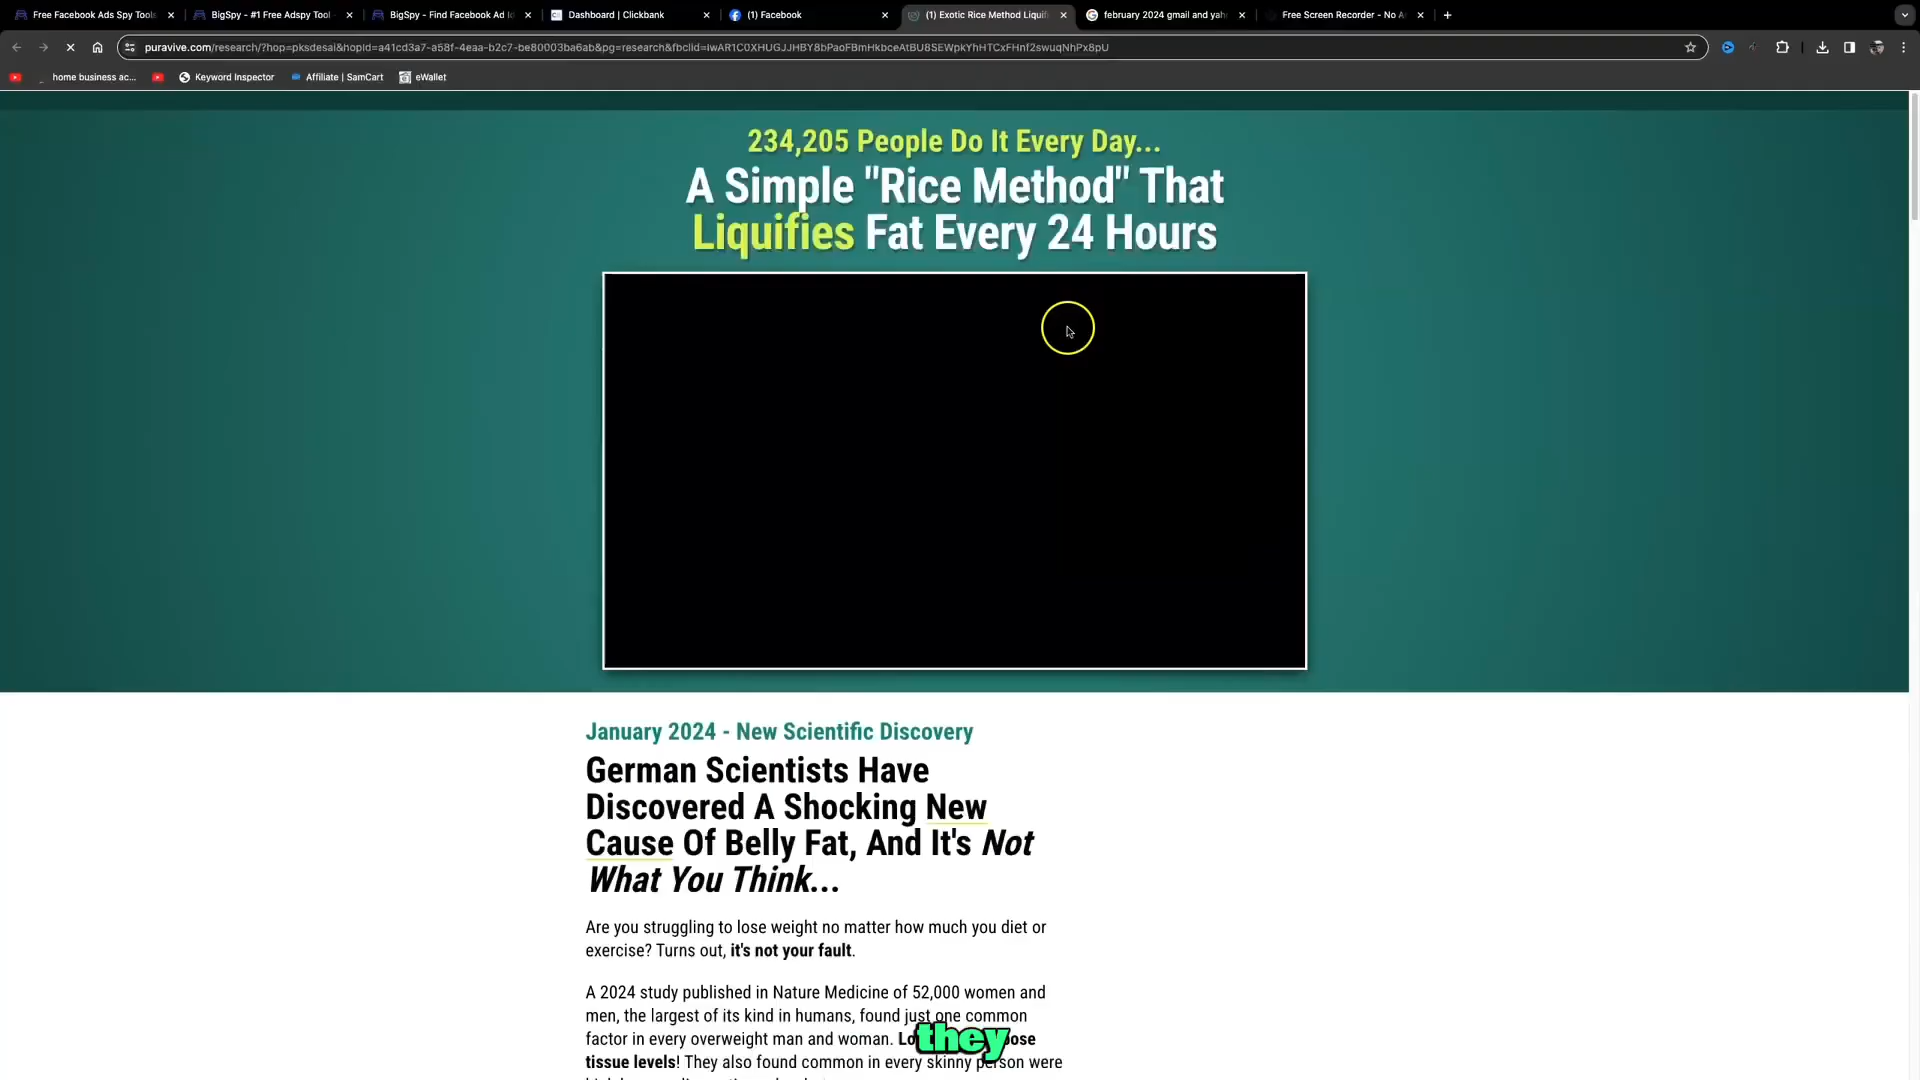 Free Facebook Ads Spy Tools
BigSpy - #1 Free Adspy Tool
BigSpy - Find Facebook Ad Id
Dashboard | Clickbank
(1) Facebook
(1) Exotic Rice Method Liquifi
february 2024 gmail and yah
Free Screen Recorder - No A
puravive.com/research/?hop=pksdesai&hopId=a41cd3a7-a58f-4eaa-b2c7-be80003ba6ab&pg=research&fbclid=IwAR1C0XHUGJJHBY8bPaoFBmHkbceAtBU8SEWpkYhHTCxFHnf2swuqNhPx8pU
home business ac...
Keyword Inspector
Affiliate | SamCart
eWallet
234,205 People Do It Every Day...
A Simple "Rice Method" That
Liquifies Fat Every 24 Hours
January 2024 - New Scientific Discovery
German Scientists Have
Discovered A Shocking New
Cause Of Belly Fat, And It's Not
What You Think...
Are you struggling to lose weight no matter how much you diet or
exercise? Turns out, it's not your fault.
A 2024 study published in Nature Medicine of 52,000 women and
men, the largest of its kind in humans, found just one common
factor in every overweight man and woman.
they
tissue levels! They also found common in every skinny person were